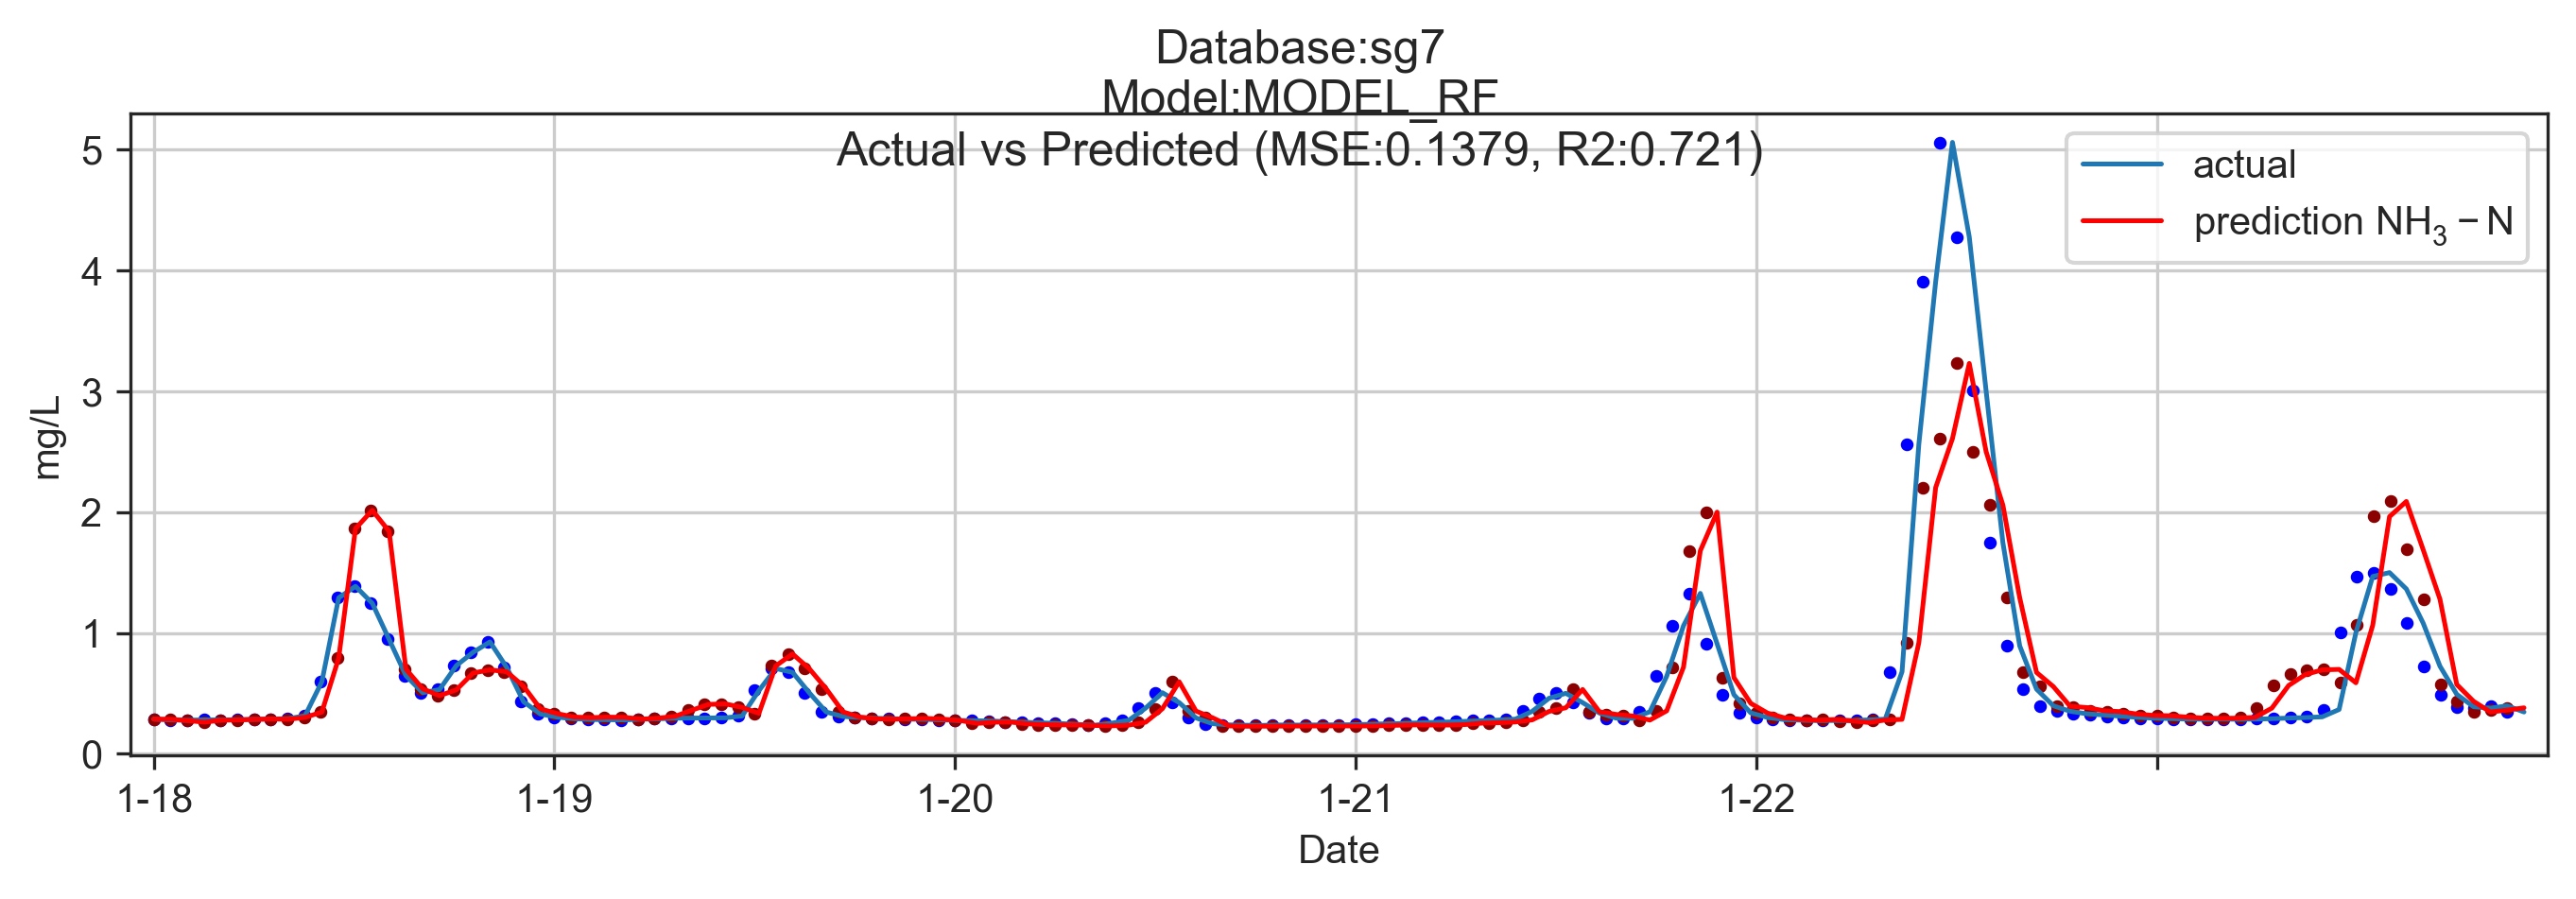 Database:sg7
Model:MODEL_RF
Actual vs Predicted (MSE:0.1379, R2:0.721)
actual
prediction NH₃ − N
5
4
3
2
1
0
mg/L
1-18 1-19 1-20 1-21 1-22
Date